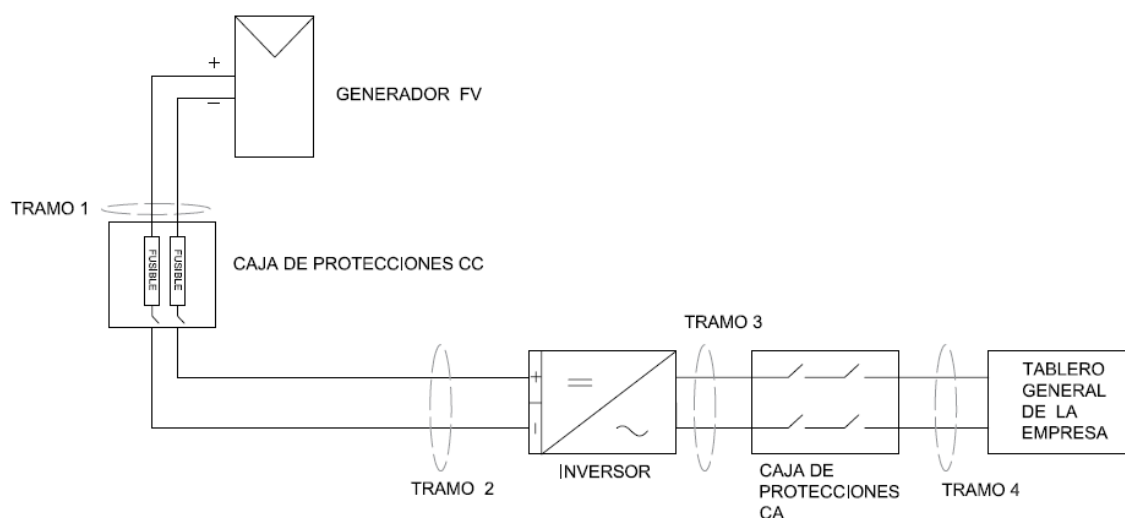 +
GENERADOR FV
−
TRAMO 1
FUSIBLE
FUSIBLE
CAJA DE PROTECCIONES CC
TRAMO 3
+
=
TABLERO
GENERAL
DE LA
EMPRESA
−
~
INVERSOR
CAJA DE
PROTECCIONES
CA
TRAMO 2
TRAMO 4